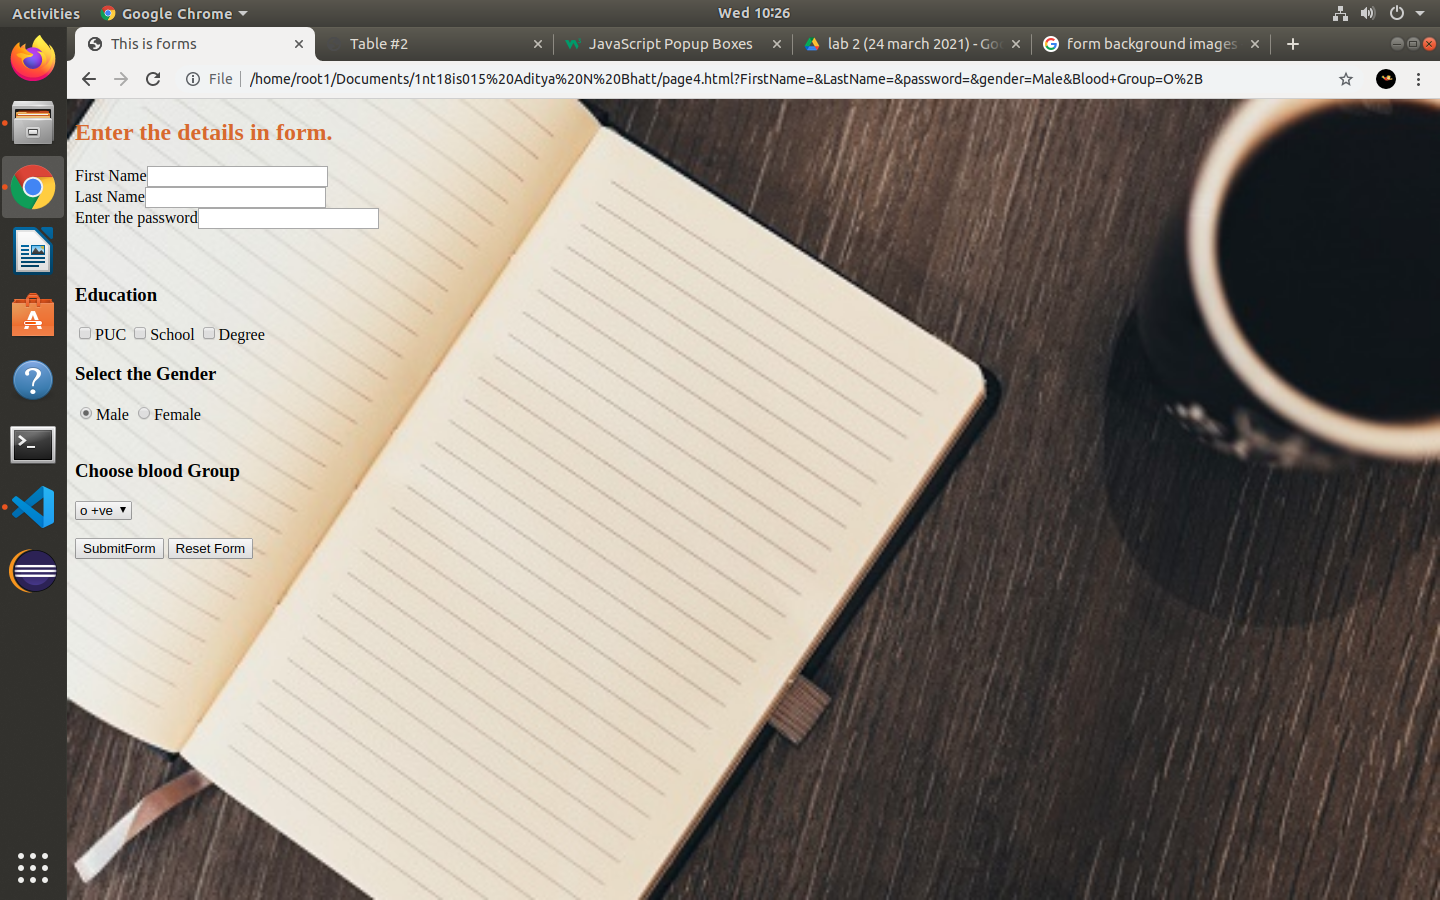 Activities Google Chrome Wed 10:26
This is forms Table #2 JavaScript Popup Boxes lab 2 (24 march 2021) - Goo form background images
File /home/root1/Documents/1nt18is015%20Aditya%20N%20Bhatt/page4.html?FirstName=&LastName=&password=&gender=Male&Blood+Group=O%2B
Enter the details in form.
First Name
Last Name
Enter the password
Education
PUC School Degree
Select the Gender
Male Female
Choose blood Group
o +ve
SubmitForm Reset Form